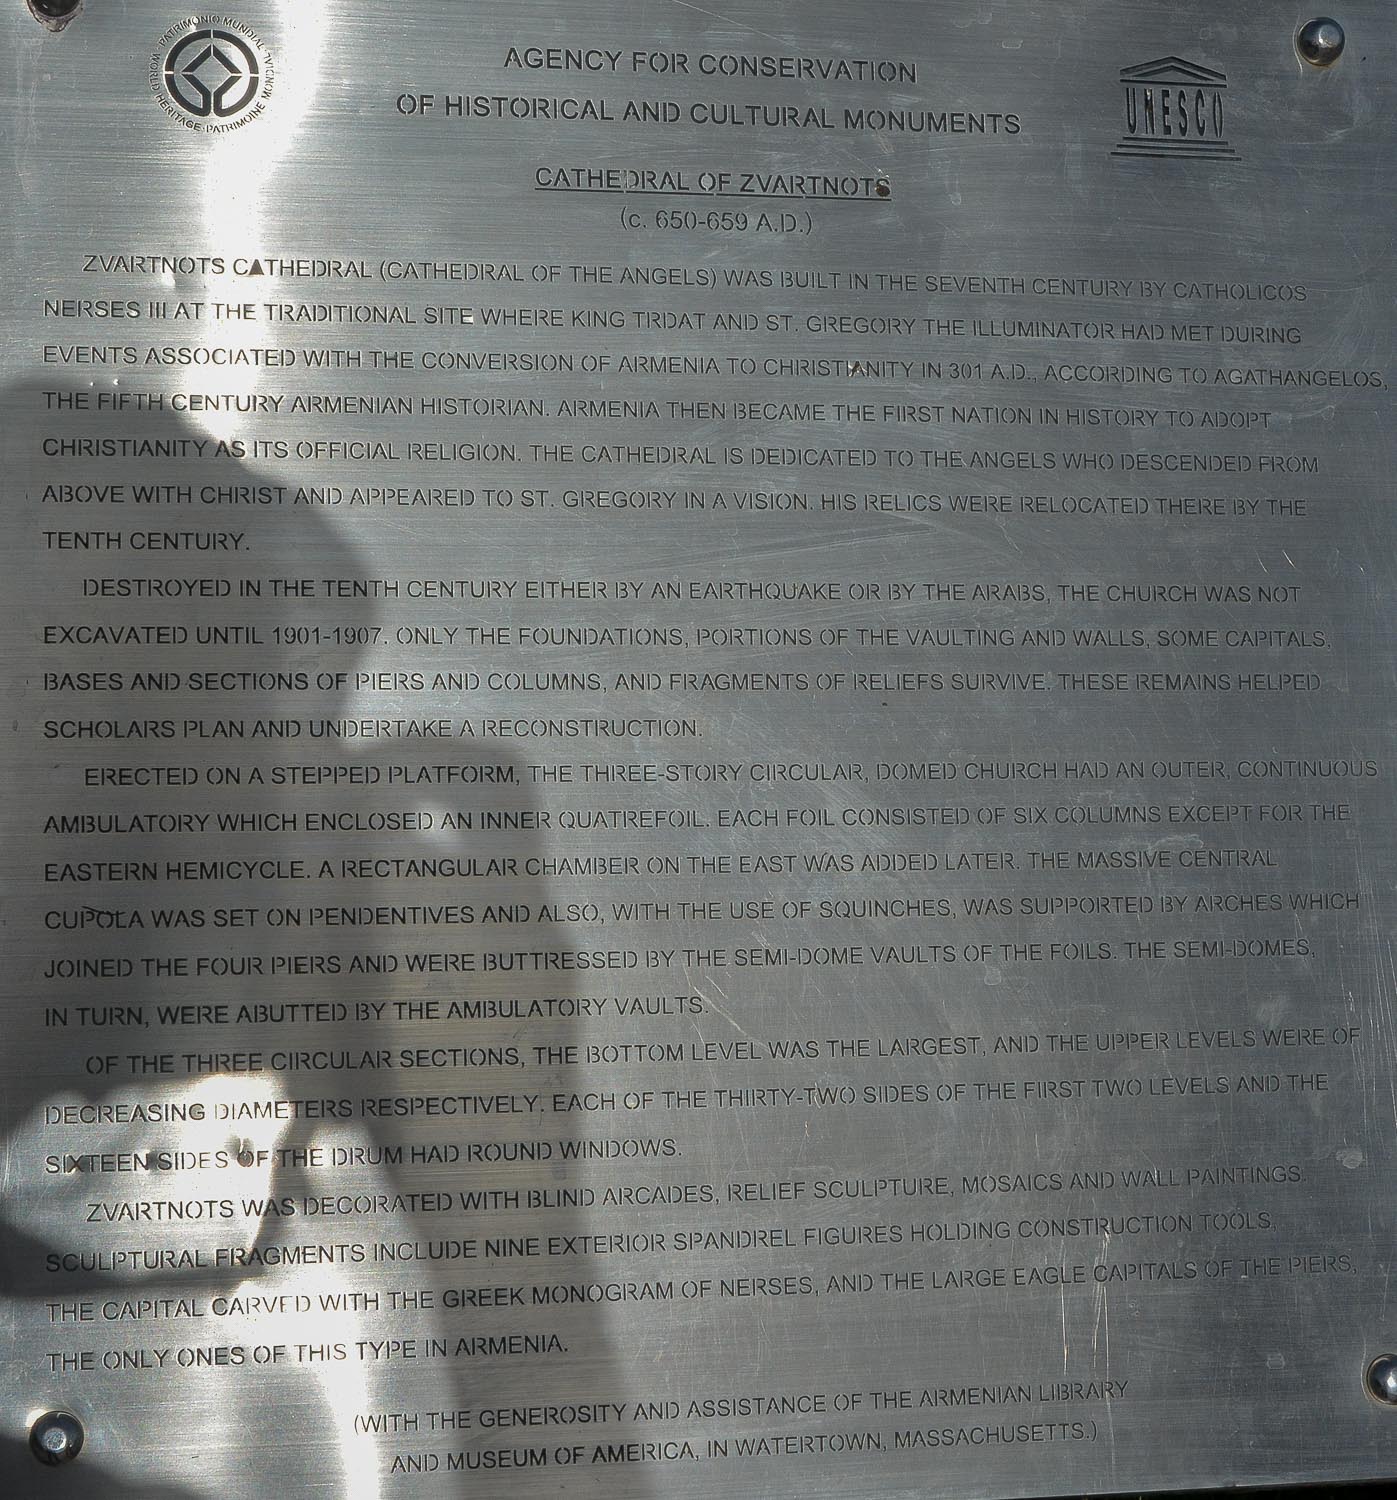 PATRIMONIO MUNDIAL · WORLD HERITAGE · PATRIMOINE MONDIAL
AGENCY FOR CONSERVATION
OF HISTORICAL AND CULTURAL MONUMENTS
UNESCO
CATHEDRAL OF ZVARTNOTS
(c. 650-659 A.D.)
ZVARTNOTS CATHEDRAL (CATHEDRAL OF THE ANGELS) WAS BUILT IN THE SEVENTH CENTURY BY CATHOLICOS
NERSES III AT THE TRADITIONAL SITE WHERE KING TRDAT AND ST. GREGORY THE ILLUMINATOR HAD MET DURING
EVENTS ASSOCIATED WITH THE CONVERSION OF ARMENIA TO CHRISTIANITY IN 301 A.D., ACCORDING TO AGATHANGELOS,
THE FIFTH CENTURY ARMENIAN HISTORIAN. ARMENIA THEN BECAME THE FIRST NATION IN HISTORY TO ADOPT
CHRISTIANITY AS ITS OFFICIAL RELIGION. THE CATHEDRAL IS DEDICATED TO THE ANGELS WHO DESCENDED FROM
ABOVE WITH CHRIST AND APPEARED TO ST. GREGORY IN A VISION. HIS RELICS WERE RELOCATED THERE BY THE
TENTH CENTURY.
DESTROYED IN THE TENTH CENTURY EITHER BY AN EARTHQUAKE OR BY THE ARABS, THE CHURCH WAS NOT
EXCAVATED UNTIL 1901-1907. ONLY THE FOUNDATIONS, PORTIONS OF THE VAULTING AND WALLS, SOME CAPITALS,
BASES AND SECTIONS OF PIERS AND COLUMNS, AND FRAGMENTS OF RELIEFS SURVIVE. THESE REMAINS HELPED
SCHOLARS PLAN AND UNDERTAKE A RECONSTRUCTION.
ERECTED ON A STEPPED PLATFORM, THE THREE-STORY CIRCULAR, DOMED CHURCH HAD AN OUTER, CONTINUOUS
AMBULATORY WHICH ENCLOSED AN INNER QUATREFOIL. EACH FOIL CONSISTED OF SIX COLUMNS EXCEPT FOR THE
EASTERN HEMICYCLE. A RECTANGULAR CHAMBER ON THE EAST WAS ADDED LATER. THE MASSIVE CENTRAL
CUPOLA WAS SET ON PENDENTIVES AND ALSO, WITH THE USE OF SQUINCHES, WAS SUPPORTED BY ARCHES WHICH
JOINED THE FOUR PIERS AND WERE BUTTRESSED BY THE SEMI-DOME VAULTS OF THE FOILS. THE SEMI-DOMES,
IN TURN, WERE ABUTTED BY THE AMBULATORY VAULTS.
OF THE THREE CIRCULAR SECTIONS, THE BOTTOM LEVEL WAS THE LARGEST, AND THE UPPER LEVELS WERE OF
DECREASING DIAMETERS RESPECTIVELY. EACH OF THE THIRTY-TWO SIDES OF THE FIRST TWO LEVELS AND THE
SIXTEEN SIDES OF THE DRUM HAD ROUND WINDOWS.
ZVARTNOTS WAS DECORATED WITH BLIND ARCADES, RELIEF SCULPTURE, MOSAICS AND WALL PAINTINGS.
SCULPTURAL FRAGMENTS INCLUDE NINE EXTERIOR SPANDREL FIGURES HOLDING CONSTRUCTION TOOLS,
THE CAPITAL CARVED WITH THE GREEK MONOGRAM OF NERSES, AND THE LARGE EAGLE CAPITALS OF THE PIERS,
THE ONLY ONES OF THIS TYPE IN ARMENIA.
(WITH THE GENEROSITY AND ASSISTANCE OF THE ARMENIAN LIBRARY
AND MUSEUM OF AMERICA, IN WATERTOWN, MASSACHUSETTS.)